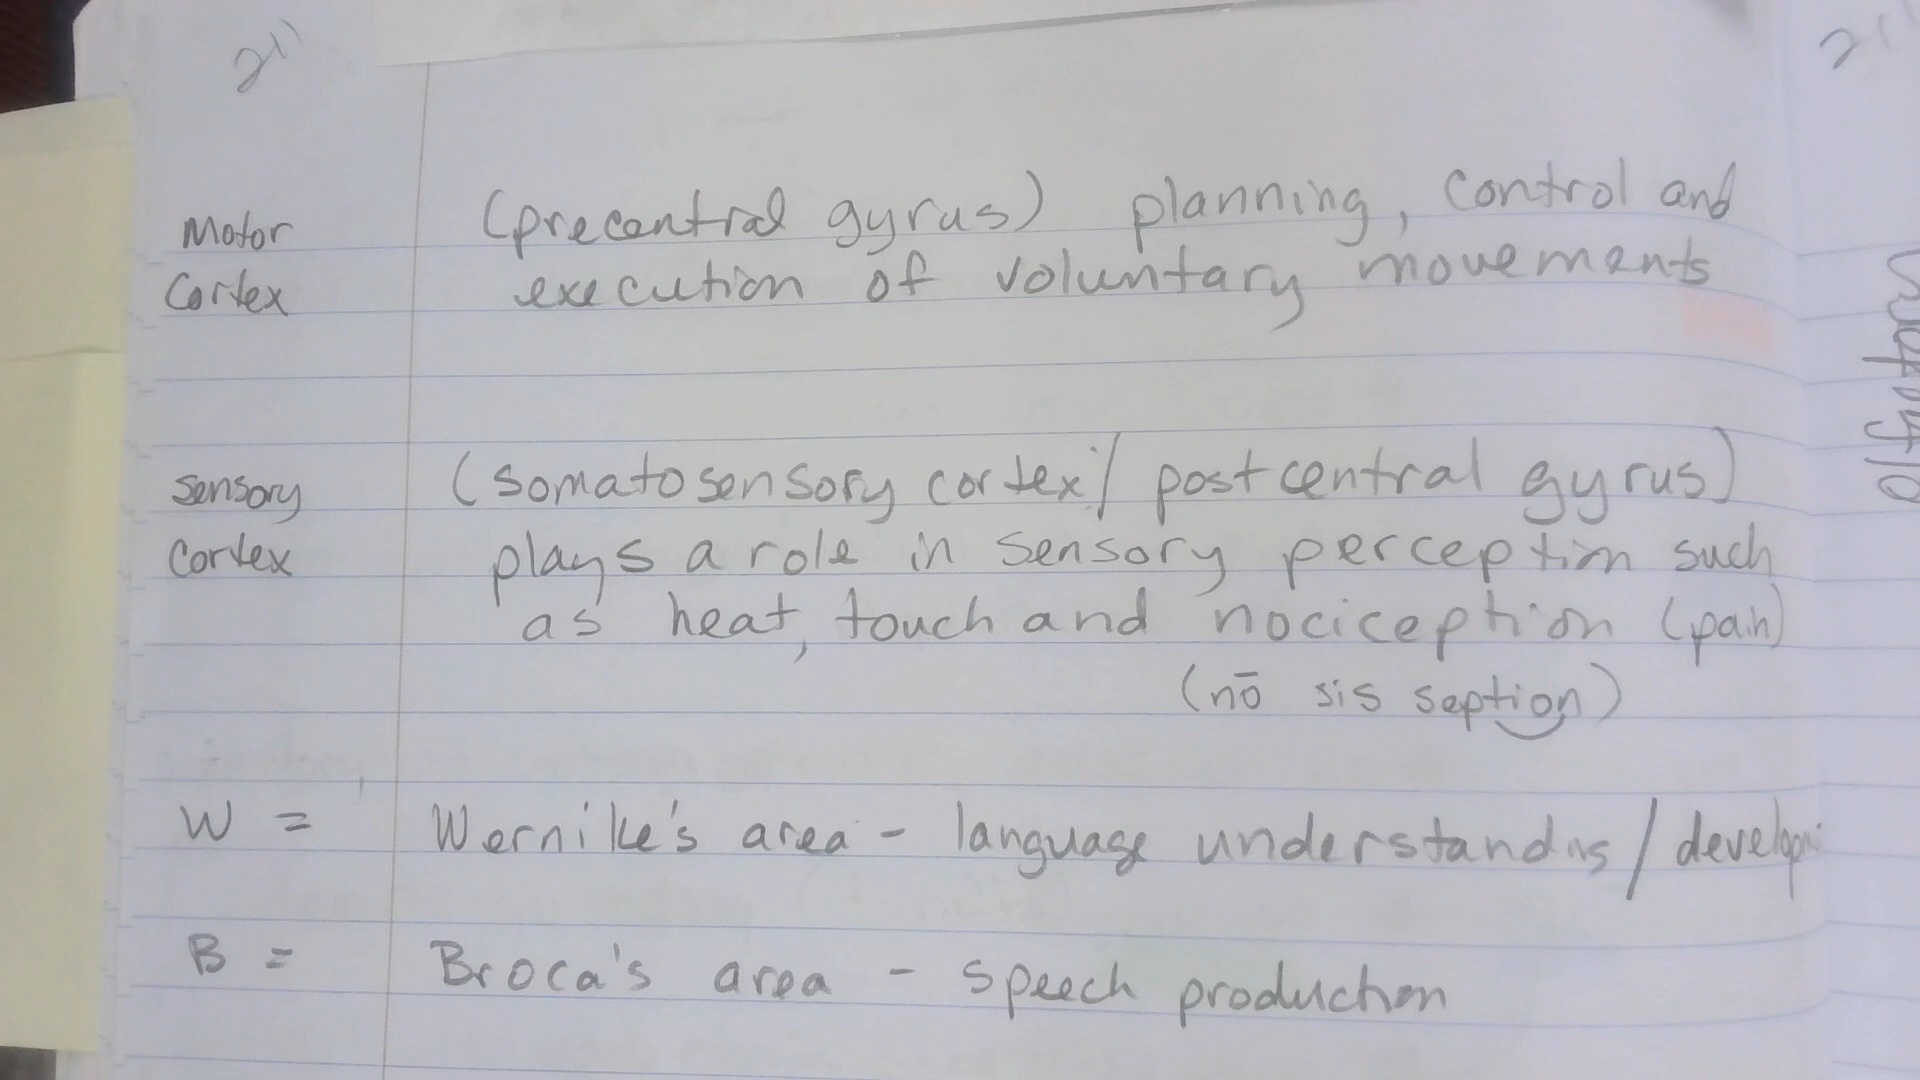 21
Motor (precentral gyrus) planning, control and
Cortex execution of voluntary movements
Sensory (somatosensory cortex/ postcentral gyrus)
Cortex plays a role in sensory perception such
as heat, touch and nociception (pain)
(nō sis seption)
W = Wernike's area - language understanding /
B = Broca's area - speech production